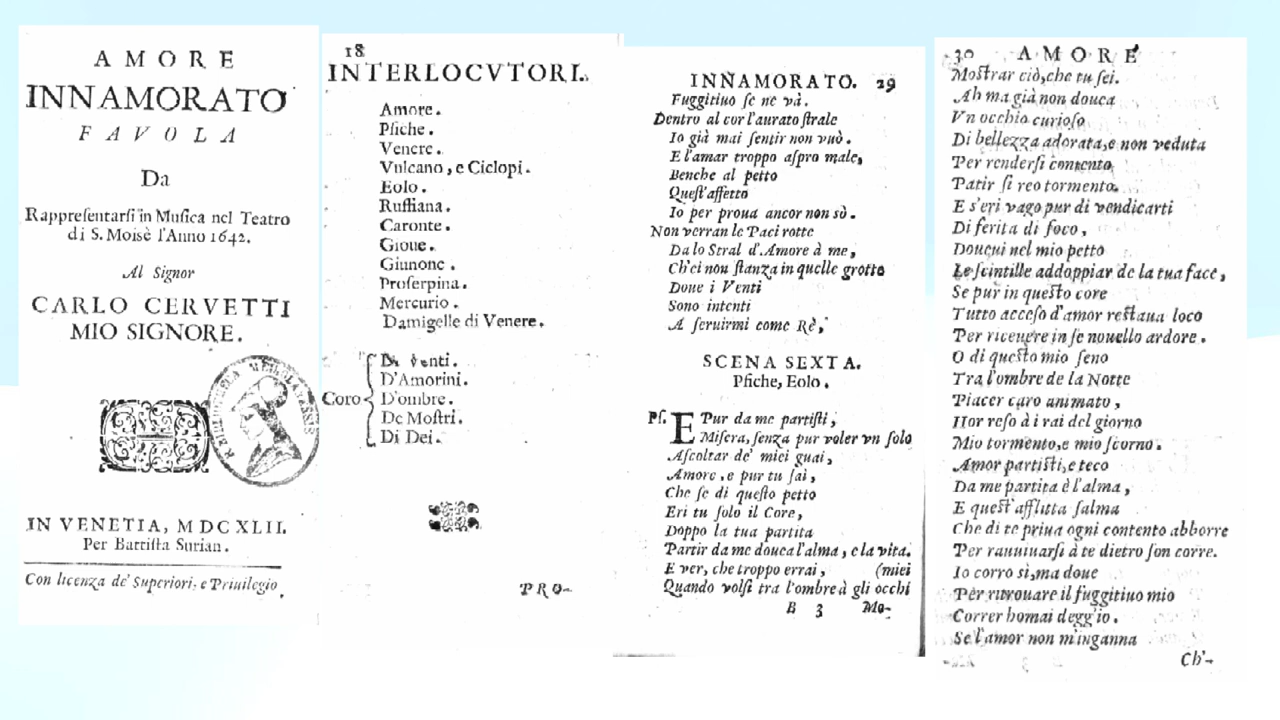 AMORE
INNAMORATO
FAVOLA
Da
Rappresentarsi in Musica nel Teatro
di S. Moisè l'Anno 1642.
Al Signor
CARLO CERVETTI
MIO SIGNORE.
IN VENETIA, MDCXLII.
Per Battista Surian.
Con licenza de' Superiori, e Priuilegio
18
INTERLOCVTORI.
Amore.
Psiche.
Venere.
Vulcano, e Ciclopi.
Eolo.
Ruffiana.
Caronte.
Gioue.
Giunone.
Proserpina.
Mercurio.
Damigelle di Venere.
Coro
Di Venti.
D'Amorini.
D'ombre.
De Mostri.
Di Dei.
PRO-
INNAMORATO. 29
Fuggitiuo se ne và.
Dentro al cor l'aurato strale
Io già mai sentir non vuò.
E l'amar troppo aspro male,
Benche al petto
Quest'affetto
Io per proua ancor non sò.
Non verran le Paci rotte
Da lo Stral d'Amore à me,
Ch'ei non stanza in quelle grotte
Doue i Venti
Sono intenti
A seruirmi come Rè,
SCENA SESTA.
Psiche, Eolo.
Ps. E Pur da me partisti,
Misera, senza pur voler vn solo
Ascoltar de' miei guai,
Amore, e pur tu sai,
Che se di questo petto
Eri tu solo il Core,
Doppo la tua partita
Partir da me douea l'alma, e la vita.
E ver, che troppo errai, (miei
Quando volsi tra l'ombre à gli occhi
B 3 Mo-
30 AMORE
Mostrar ciò, che tu sei.
Ah ma già non douea
Vn occhio curioso
Di bellezza adorata, e non veduta
Per rendersi contento
Patir si reo tormento.
E s'eri vago pur di vendicarti
Di ferita di foco,
Doueui nel mio petto
Le scintille addoppiar de la tua face,
Se pur in questo core
Tutto acceso d'amor restaua loco
Per riceuere in se nouello ardore.
O di questo mio seno
Tra l'ombre de la Notte
Piacer caro animato,
Hor reso à i rai del giorno
Mio tormento, e mio scorno.
Amor partisti, e teco
Da me partita è l'alma,
E quest'afflitta salma
Che di te priua ogni contento abborre
Per rauuiuarsi à te dietro sen corre.
Io corro sì, ma doue
Per ritrouare il fuggitiuo mio
Correr homai degg'io.
Se l'amor non m'inganna
Ch'-